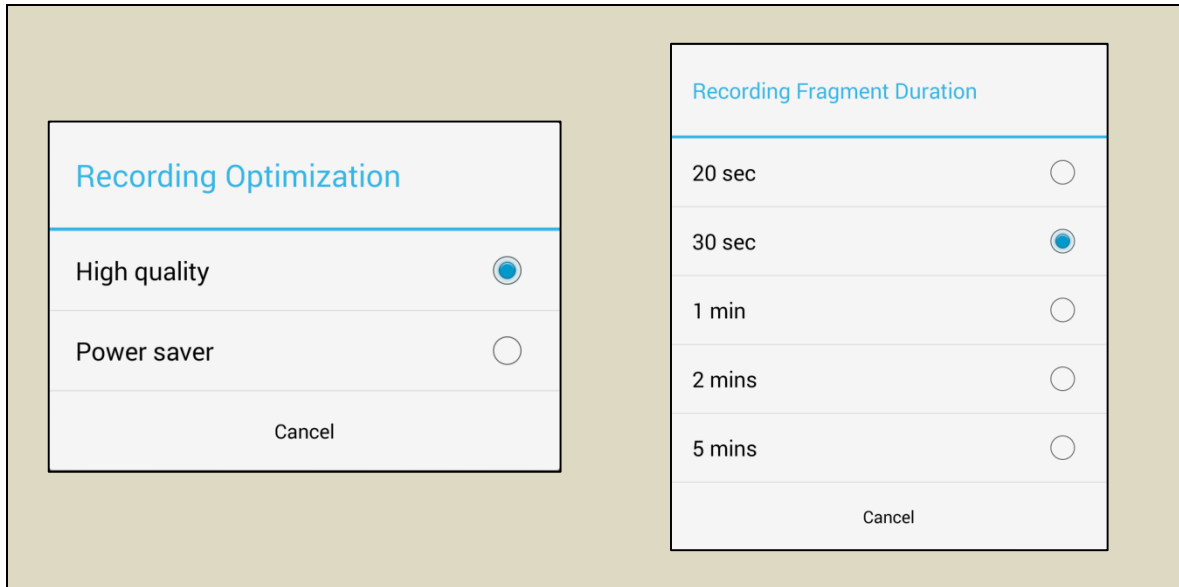 Recording Optimization
High quality
Power saver
Cancel
Recording Fragment Duration
20 sec
30 sec
1 min
2 mins
5 mins
Cancel